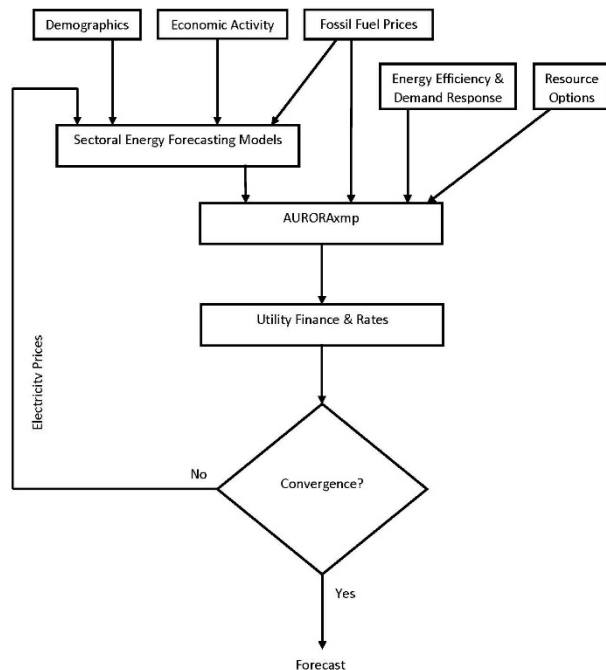 Demographics
Economic Activity
Fossil Fuel Prices
Energy Efficiency &
Demand Response
Resource
Options
Sectoral Energy Forecasting Models
AURORAxmp
Utility Finance & Rates
Electricity Prices
No
Convergence?
Yes
Forecast